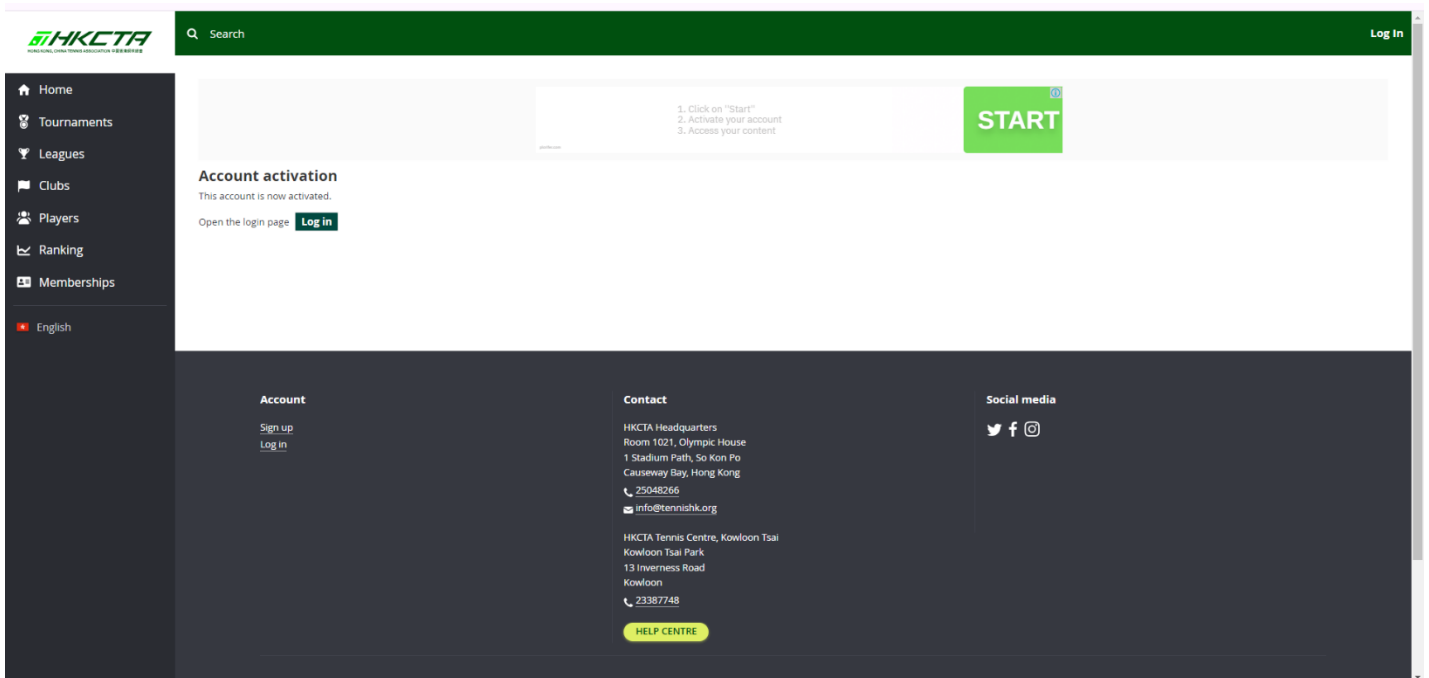 HKCTA
Search
Log In
Home
Tournaments
Leagues
Clubs
Players
Ranking
Memberships
English
1. Click on "Start"
2. Activate your account
3. Access your content
START
Account activation
This account is now activated.
Open the login page Log in
Account
Sign up
Log in
Contact
HKCTA Headquarters
Room 1021, Olympic House
1 Stadium Path, So Kon Po
Causeway Bay, Hong Kong
25048266
info@tennishk.org
HKCTA Tennis Centre, Kowloon Tsai
Kowloon Tsai Park
13 Inverness Road
Kowloon
23387748
HELP CENTRE
Social media